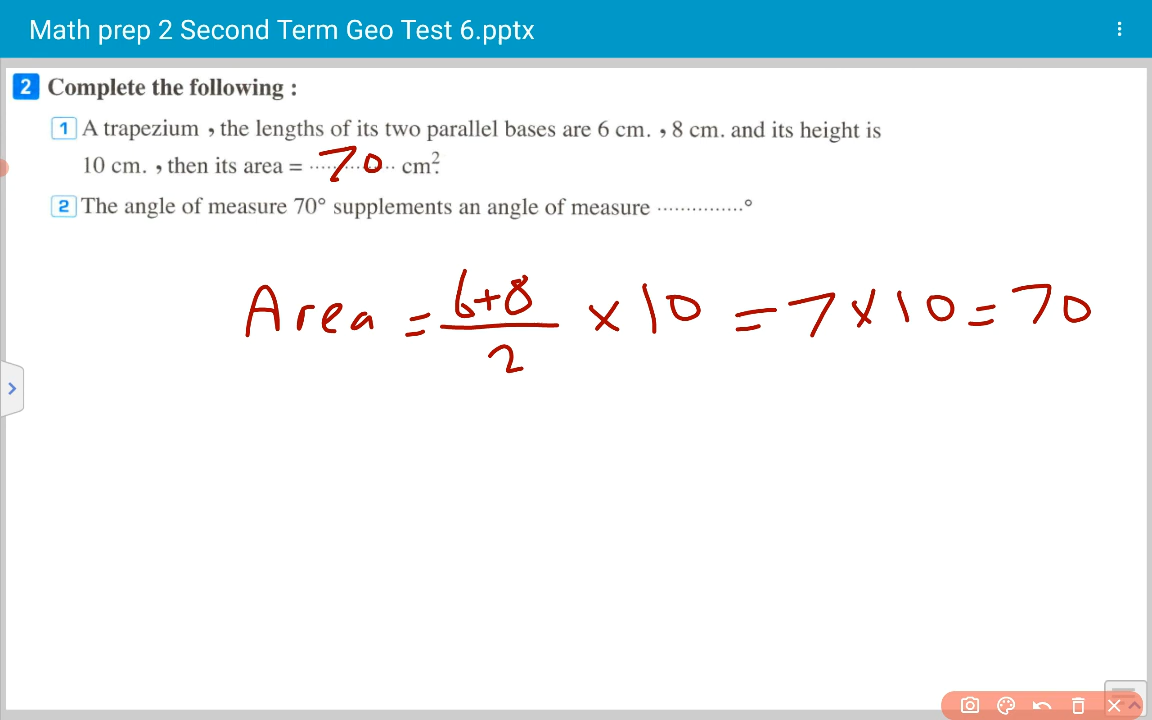 Math prep 2 Second Term Geo Test 6.pptx
2 Complete the following :
1 A trapezium , the lengths of its two parallel bases are 6 cm. , 8 cm. and its height is
10 cm. , then its area = ......70...... cm².
2 The angle of measure 70° supplements an angle of measure ...............°
Area = 6+8/2 × 10 = 7 × 10 = 70